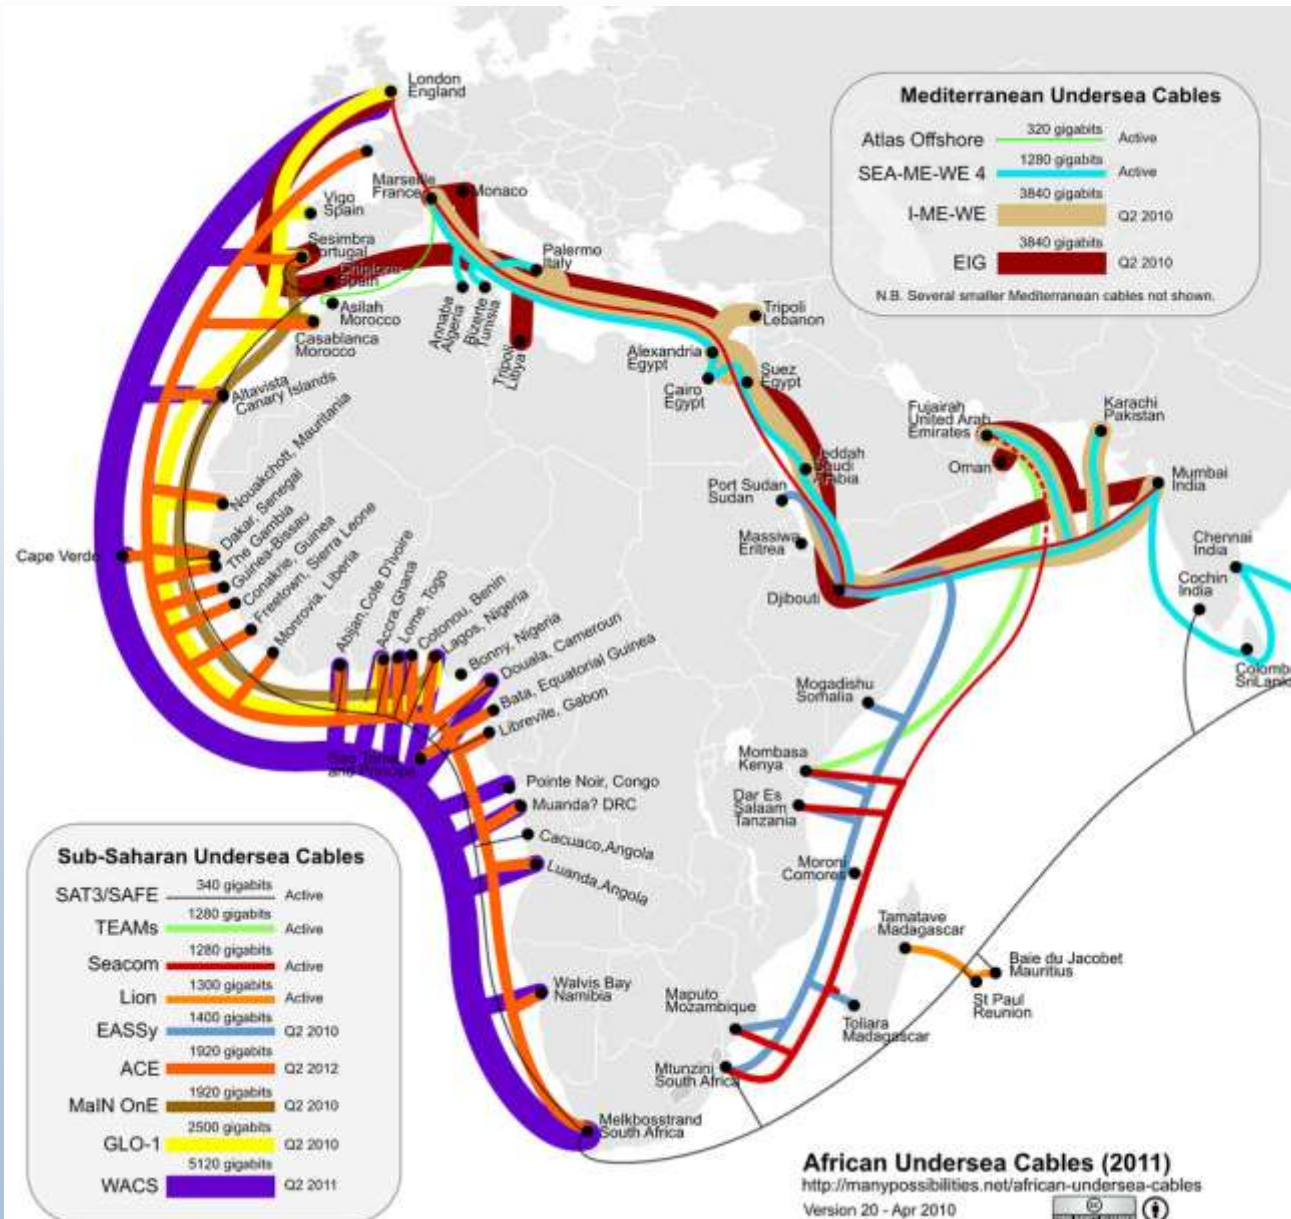 London
England
Marseille
France
Monaco
Vigo
Spain
Sesimbra
Portugal
Spain
Asilah
Morocco
Casablanca
Morocco
Palermo
Italy
Annaba
Algeria
Bizerte
Tunisia
Tripoli
Libya
Tripoli
Lebanon
Alexandria
Egypt
Cairo
Egypt
Suez
Egypt
Altavista
Canary Islands
Nouakchott, Mauritania
Dakar, Senegal
The Gambia
Guinea-Bissau
Conakrie, Guinea
Freetown, Sierra Leone
Monrovia, Liberia
Cape Verde
Abijan,Cote D'Ivoire
Accra,Ghana
Lome, Togo
Cotonou, Benin
Lagos, Nigeria
Bonny, Nigeria
Douala, Cameroun
Bata, Equatorial Guinea
Libreville, Gabon
Sao Tome
and Principe
Pointe Noir, Congo
Muanda? DRC
Cacuaco,Angola
Luanda,Angola
Walvis Bay
Namibia
Melkbosstrand
South Africa
Jeddah
Saudi
Arabia
Port Sudan
Sudan
Massiwa
Eritrea
Djibouti
Fujairah
United Arab
Emirates
Oman
Karachi
Pakistan
Mumbai
India
Chennai
India
Cochin
India
Colombo
SriLanka
Mogadishu
Somalia
Mombasa
Kenya
Dar Es
Salaam
Tanzania
Moroni
Comores
Tamatave
Madagascar
Baie du Jacobet
Mauritius
St Paul
Reunion
Toliara
Madagascar
Maputo
Mozambique
Mtunzini
South Africa
Mediterranean Undersea Cables
Atlas Offshore 320 gigabits Active
SEA-ME-WE 4 1280 gigabits Active
I-ME-WE 3840 gigabits Q2 2010
EIG 3840 gigabits Q2 2010
N.B. Several smaller Mediterranean cables not shown.
Sub-Saharan Undersea Cables
SAT3/SAFE 340 gigabits Active
TEAMs 1280 gigabits Active
Seacom 1280 gigabits Active
Lion 1300 gigabits Active
EASSy 1400 gigabits Q2 2010
ACE 1920 gigabits Q2 2012
MaIN OnE 1920 gigabits Q2 2010
GLO-1 2500 gigabits Q2 2010
WACS 5120 gigabits Q2 2011
African Undersea Cables (2011)
http://manypossibilities.net/african-undersea-cables
Version 20 - Apr 2010
cc